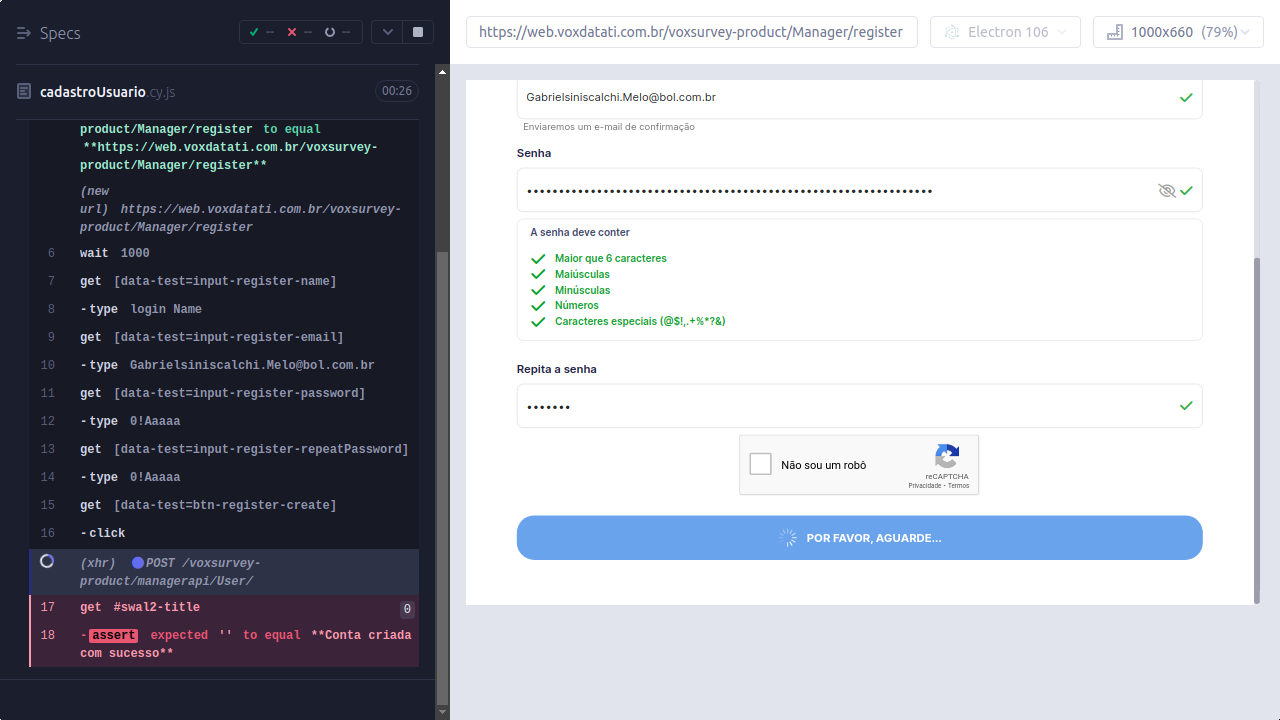 Specs
-- -- --
cadastroUsuario.cy.js 00:26
product/Manager/register to equal
**https://web.voxdatati.com.br/voxsurvey-
product/Manager/register**
(new
url) https://web.voxdatati.com.br/voxsurvey-
product/Manager/register
6 wait 1000
7 get [data-test=input-register-name]
8 -type login Name
9 get [data-test=input-register-email]
10 -type Gabrielsiniscalchi.Melo@bol.com.br
11 get [data-test=input-register-password]
12 -type 0!Aaaaa
13 get [data-test=input-register-repeatPassword]
14 -type 0!Aaaaa
15 get [data-test=btn-register-create]
16 -click
(xhr) POST /voxsurvey-
product/managerapi/User/
17 get #swal2-title 0
18 -assert expected '' to equal **Conta criada
com sucesso**
https://web.voxdatati.com.br/voxsurvey-product/Manager/register
Electron 106
1000x660 (79%)
Gabrielsiniscalchi.Melo@bol.com.br
Enviaremos um e-mail de confirmação
Senha
•••••••••••••••••••••••••••••••••••••••••••••••••••••••••••••••
A senha deve conter
Maior que 6 caracteres
Maiúsculas
Minúsculas
Números
Caracteres especiais (@$!,.+%*?&)
Repita a senha
•••••••
Não sou um robô
reCAPTCHA
Privacidade - Termos
POR FAVOR, AGUARDE...